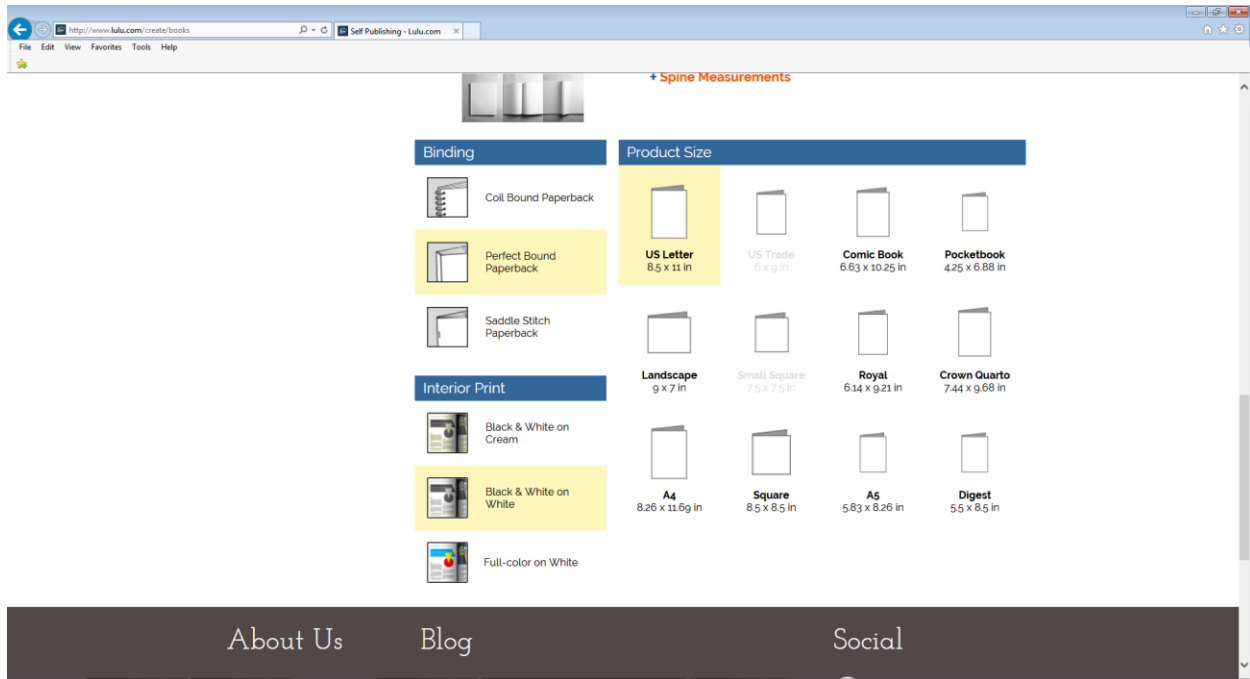 http://www.lulu.com/create/books
Self Publishing - Lulu.com
File Edit View Favorites Tools Help
+ Spine Measurements
Binding
Coil Bound Paperback
Perfect Bound
Paperback
Saddle Stitch
Paperback
Interior Print
Black & White on
Cream
Black & White on
White
Full-color on White
Product Size
US Letter
8.5 x 11 in
US Trade
6 x 9 in
Comic Book
6.63 x 10.25 in
Pocketbook
4.25 x 6.88 in
Landscape
9 x 7 in
Small Square
7.5 x 7.5 in
Royal
6.14 x 9.21 in
Crown Quarto
7.44 x 9.68 in
A4
8.26 x 11.69 in
Square
8.5 x 8.5 in
A5
5.83 x 8.26 in
Digest
5.5 x 8.5 in
About Us
Blog
Social